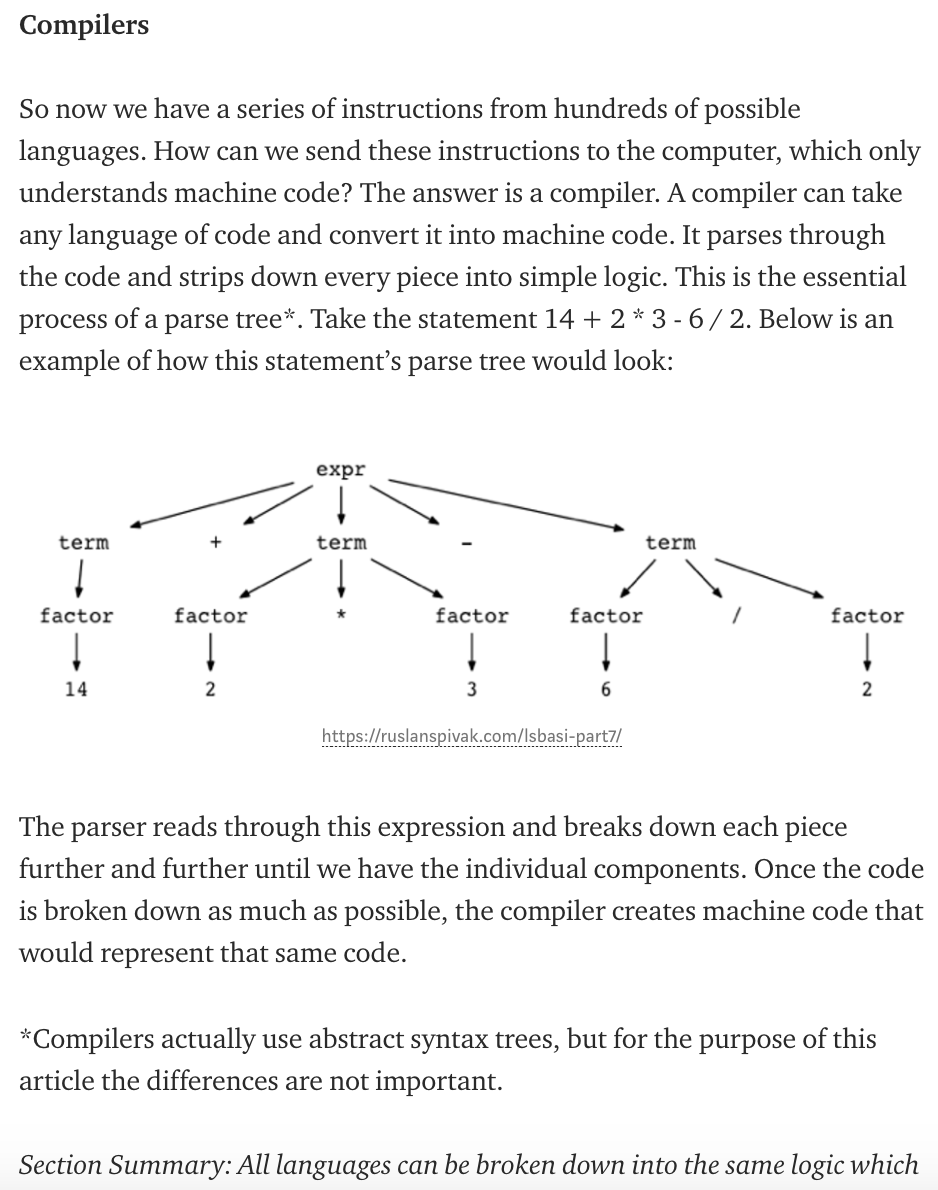 Compilers
So now we have a series of instructions from hundreds of possible
languages. How can we send these instructions to the computer, which only
understands machine code? The answer is a compiler. A compiler can take
any language of code and convert it into machine code. It parses through
the code and strips down every piece into simple logic. This is the essential
process of a parse tree*. Take the statement 14 + 2 * 3 - 6 / 2. Below is an
example of how this statement’s parse tree would look:
expr
term + term - term
factor factor * factor factor / factor
14 2 3 6 2
https://ruslanspivak.com/lsbasi-part7/
The parser reads through this expression and breaks down each piece
further and further until we have the individual components. Once the code
is broken down as much as possible, the compiler creates machine code that
would represent that same code.
*Compilers actually use abstract syntax trees, but for the purpose of this
article the differences are not important.
Section Summary: All languages can be broken down into the same logic which